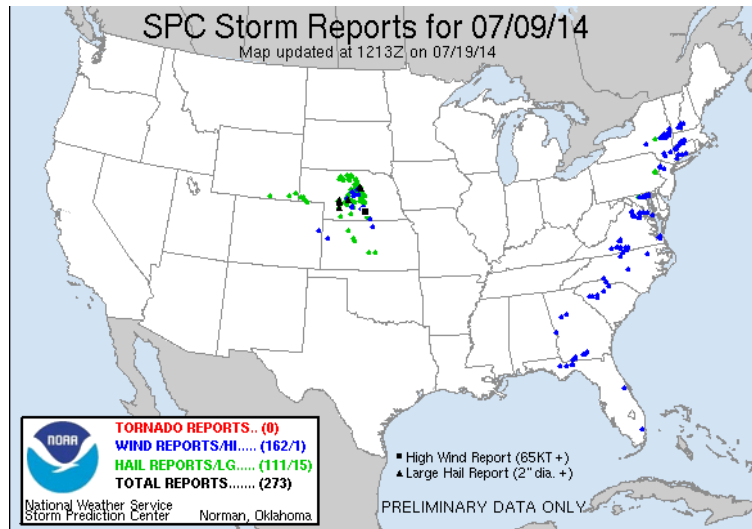 SPC Storm Reports for 07/09/14
Map updated at 1213Z on 07/19/14
NOAA
TORNADO REPORTS.. (0)
WIND REPORTS/HI..... (162/1)
HAIL REPORTS/LG..... (111/15)
TOTAL REPORTS....... (273)
National Weather Service
Storm Prediction Center Norman, Oklahoma
High Wind Report (65KT +)
Large Hail Report (2" dia. +)
PRELIMINARY DATA ONLY